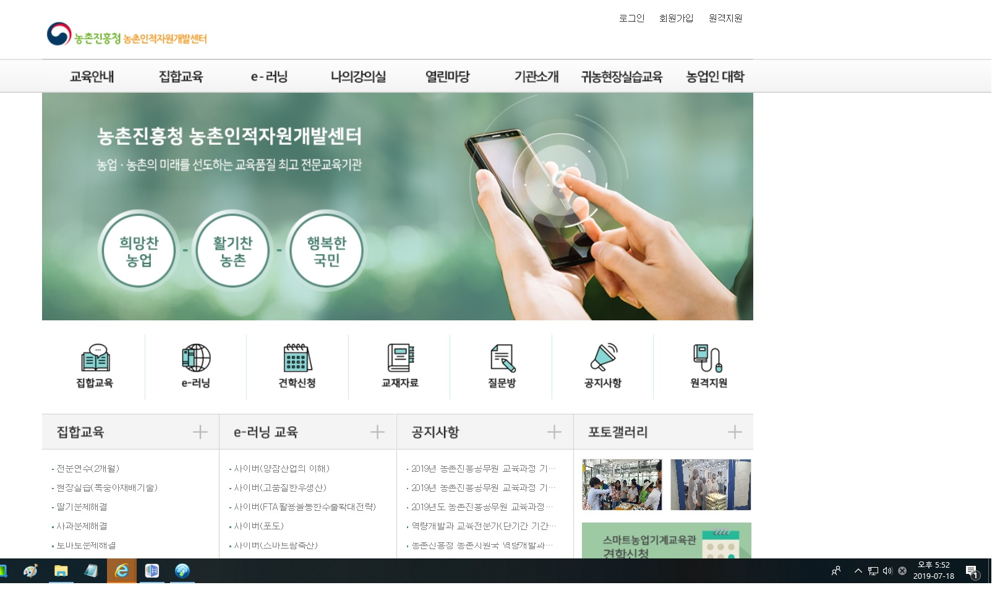 로그인 회원가입 원격지원
농촌진흥청 농촌인적자원개발센터
교육안내 집합교육 e - 러닝 나의강의실 열린마당 기관소개 귀농현장실습교육 농업인 대학
농촌진흥청 농촌인적자원개발센터
농업 · 농촌의 미래를 선도하는 교육품질 최고 전문교육기관
희망찬
농업
-
활기찬
농촌
-
행복한
국민
집합교육 e-러닝 견학신청 교재자료 질문방 공지사항 원격지원
집합교육
전문연수(2개월)
현장실습(복숭아재배기술)
딸기문제해결
사과문제해결
토마토문제해결
e-러닝 교육
사이버(양잠산업의 이해)
사이버(고품질한우생산)
사이버(FTA활용을통한수출확대전략)
사이버(포도)
사이버(스마트팜축산)
공지사항
2019년 농촌진흥공무원 교육과정 기…
2019년 농촌진흥공무원 교육과정 기…
2019년도 농촌진흥공무원 교육과정…
역량개발과 교육전문가(단기간 기간…
농촌진흥청 농촌지원국 역량개발과…
포토갤러리
스마트농업기계교육관
견학신청
오후 5:52
2019-07-18
1